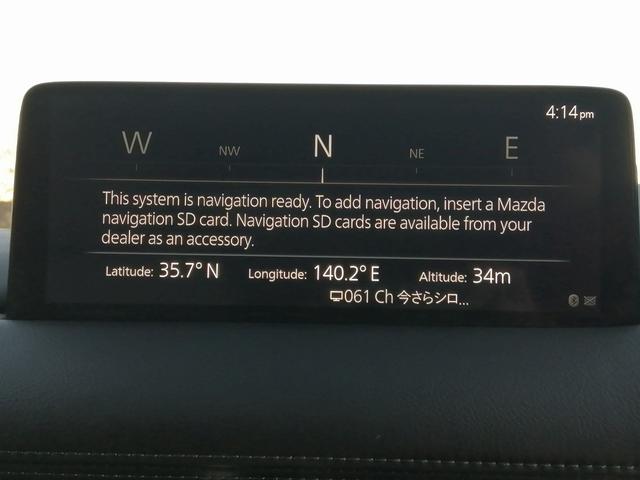 4:14pm
W NW N NE E
This system is navigation ready. To add navigation, insert a Mazda
navigation SD card. Navigation SD cards are available from your
dealer as an accessory.
Latitude: 35.7° N Longitude: 140.2° E Altitude: 34m
061 Ch 今さらシロ...